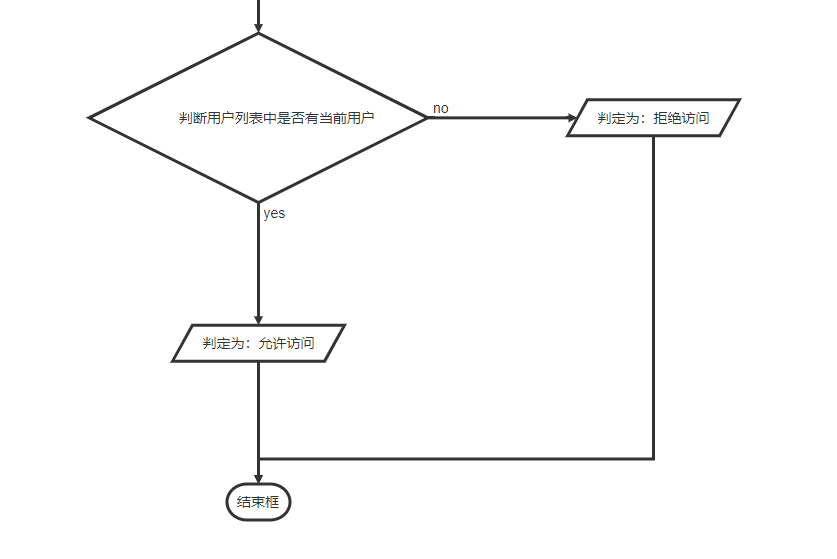 判断用户列表中是否有当前用户
no
判定为：拒绝访问
yes
判定为：允许访问
结束框